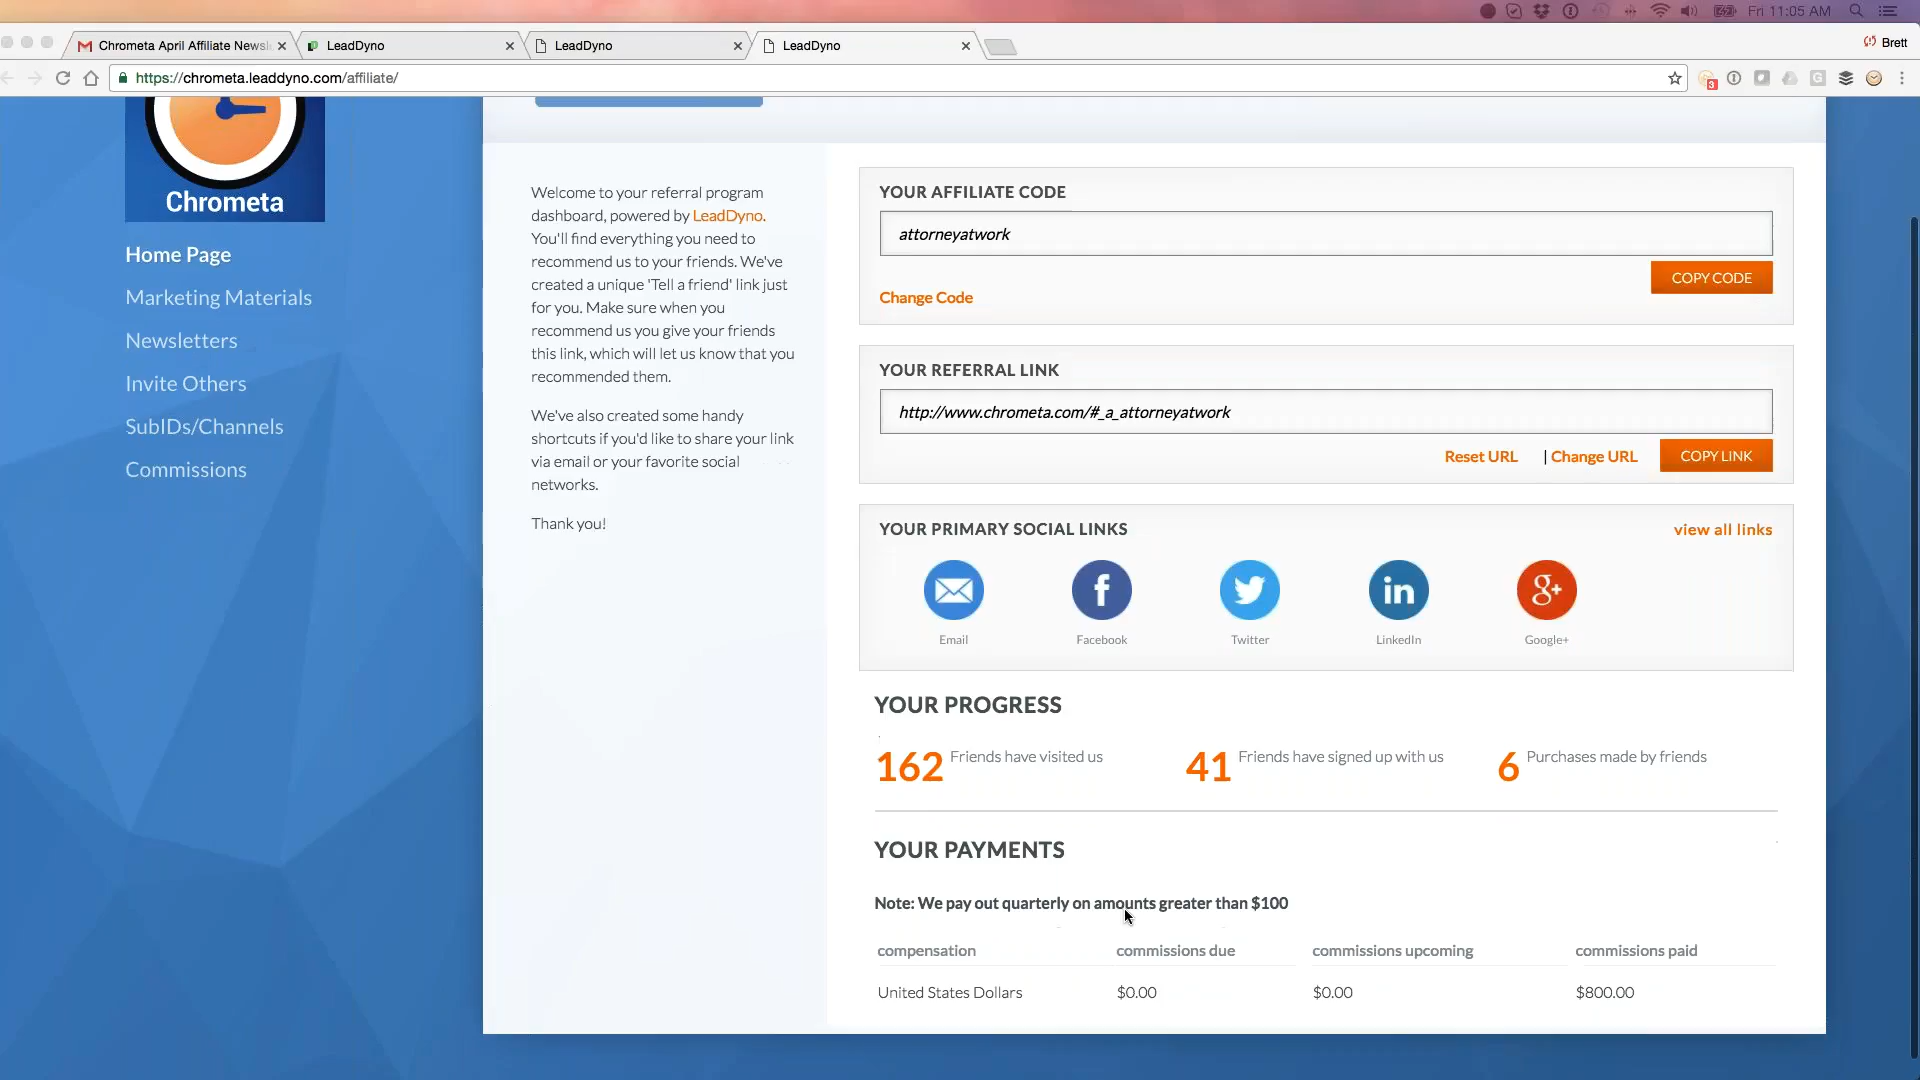 Fri 11:05 AM
Chrometa April Affiliate Newsl
LeadDyno
LeadDyno
LeadDyno
Brett
https://chrometa.leaddyno.com/affiliate/
3
Chrometa
Home Page
Marketing Materials
Newsletters
Invite Others
SubIDs/Channels
Commissions
Welcome to your referral program
dashboard, powered by LeadDyno.
You'll find everything you need to
recommend us to your friends. We've
created a unique 'Tell a friend' link just
for you. Make sure when you
recommend us you give your friends
this link, which will let us know that you
recommended them.
We've also created some handy
shortcuts if you'd like to share your link
via email or your favorite social
networks.
Thank you!
YOUR AFFILIATE CODE
attorneyatwork
COPY CODE
Change Code
YOUR REFERRAL LINK
http://www.chrometa.com/#_a_attorneyatwork
Reset URL | Change URL COPY LINK
YOUR PRIMARY SOCIAL LINKS view all links
Email Facebook Twitter LinkedIn Google+
YOUR PROGRESS
162 Friends have visited us 41 Friends have signed up with us 6 Purchases made by friends
YOUR PAYMENTS
Note: We pay out quarterly on amounts greater than $100
compensation commissions due commissions upcoming commissions paid
United States Dollars $0.00 $0.00 $800.00